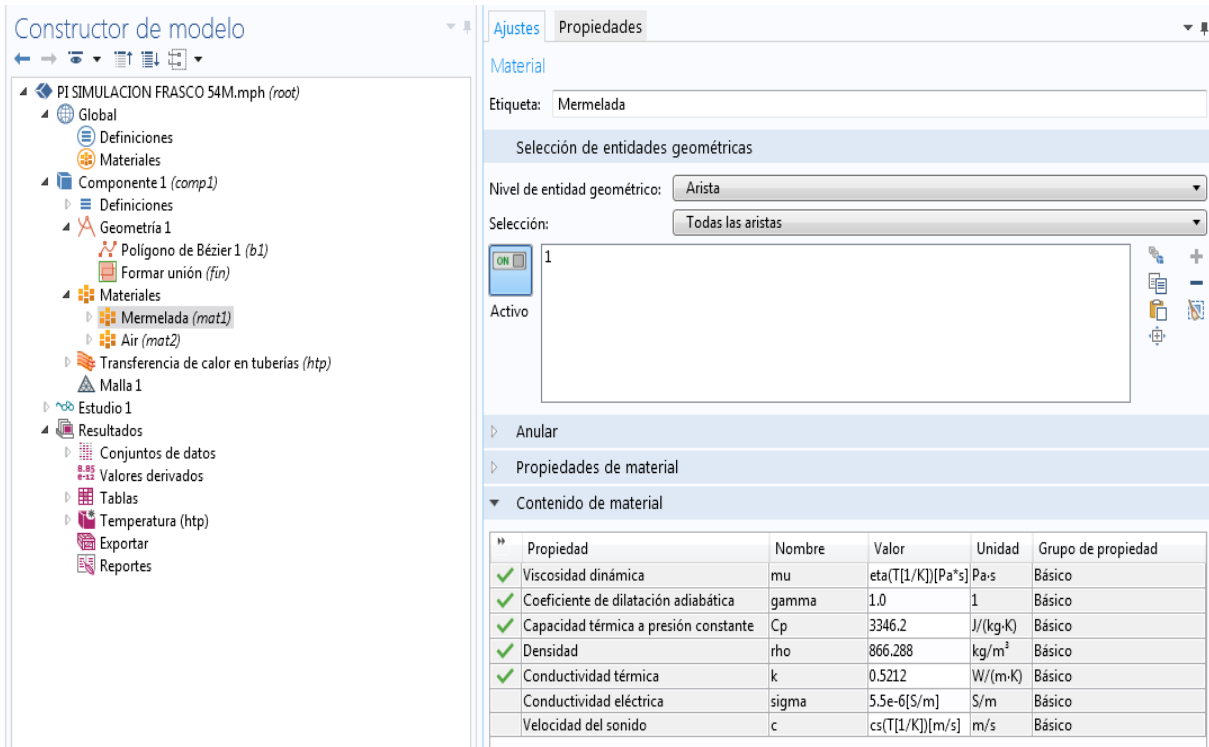 Constructor de modelo
PI SIMULACION FRASCO 54M.mph (root)
Global
Definiciones
Materiales
Componente 1 (comp1)
Definiciones
Geometría 1
Polígono de Bézier 1 (b1)
Formar unión (fin)
Materiales
Mermelada (mat1)
Air (mat2)
Transferencia de calor en tuberías (htp)
Malla 1
Estudio 1
Resultados
Conjuntos de datos
8.85
e-12
Valores derivados
Tablas
Temperatura (htp)
Exportar
Reportes
Ajustes Propiedades
Material
Etiqueta: Mermelada
Selección de entidades geométricas
Nivel de entidad geométrico: Arista
Selección: Todas las aristas
ON
1
Activo
Anular
Propiedades de material
Contenido de material
Propiedad Nombre Valor Unidad Grupo de propiedad
Viscosidad dinámica mu eta(T[1/K])[Pa*s] Pa·s Básico
Coeficiente de dilatación adiabática gamma 1.0 1 Básico
Capacidad térmica a presión constante Cp 3346.2 J/(kg·K) Básico
Densidad rho 866.288 kg/m³ Básico
Conductividad térmica k 0.5212 W/(m·K) Básico
Conductividad eléctrica sigma 5.5e-6[S/m] S/m Básico
Velocidad del sonido c cs(T[1/K])[m/s] m/s Básico